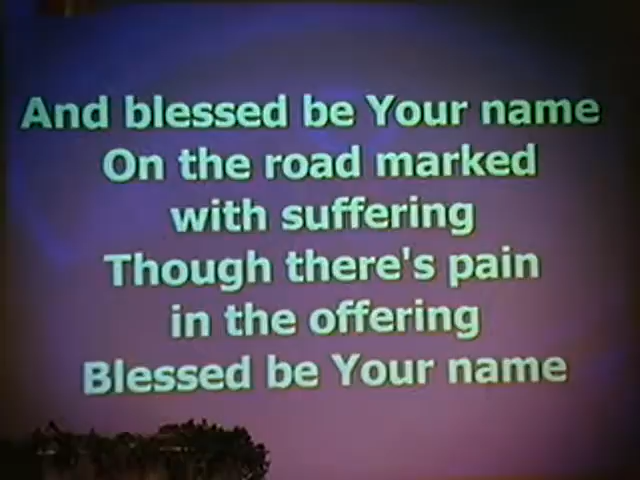 And blessed be Your name
On the road marked
with suffering
Though there's pain
in the offering
Blessed be Your name